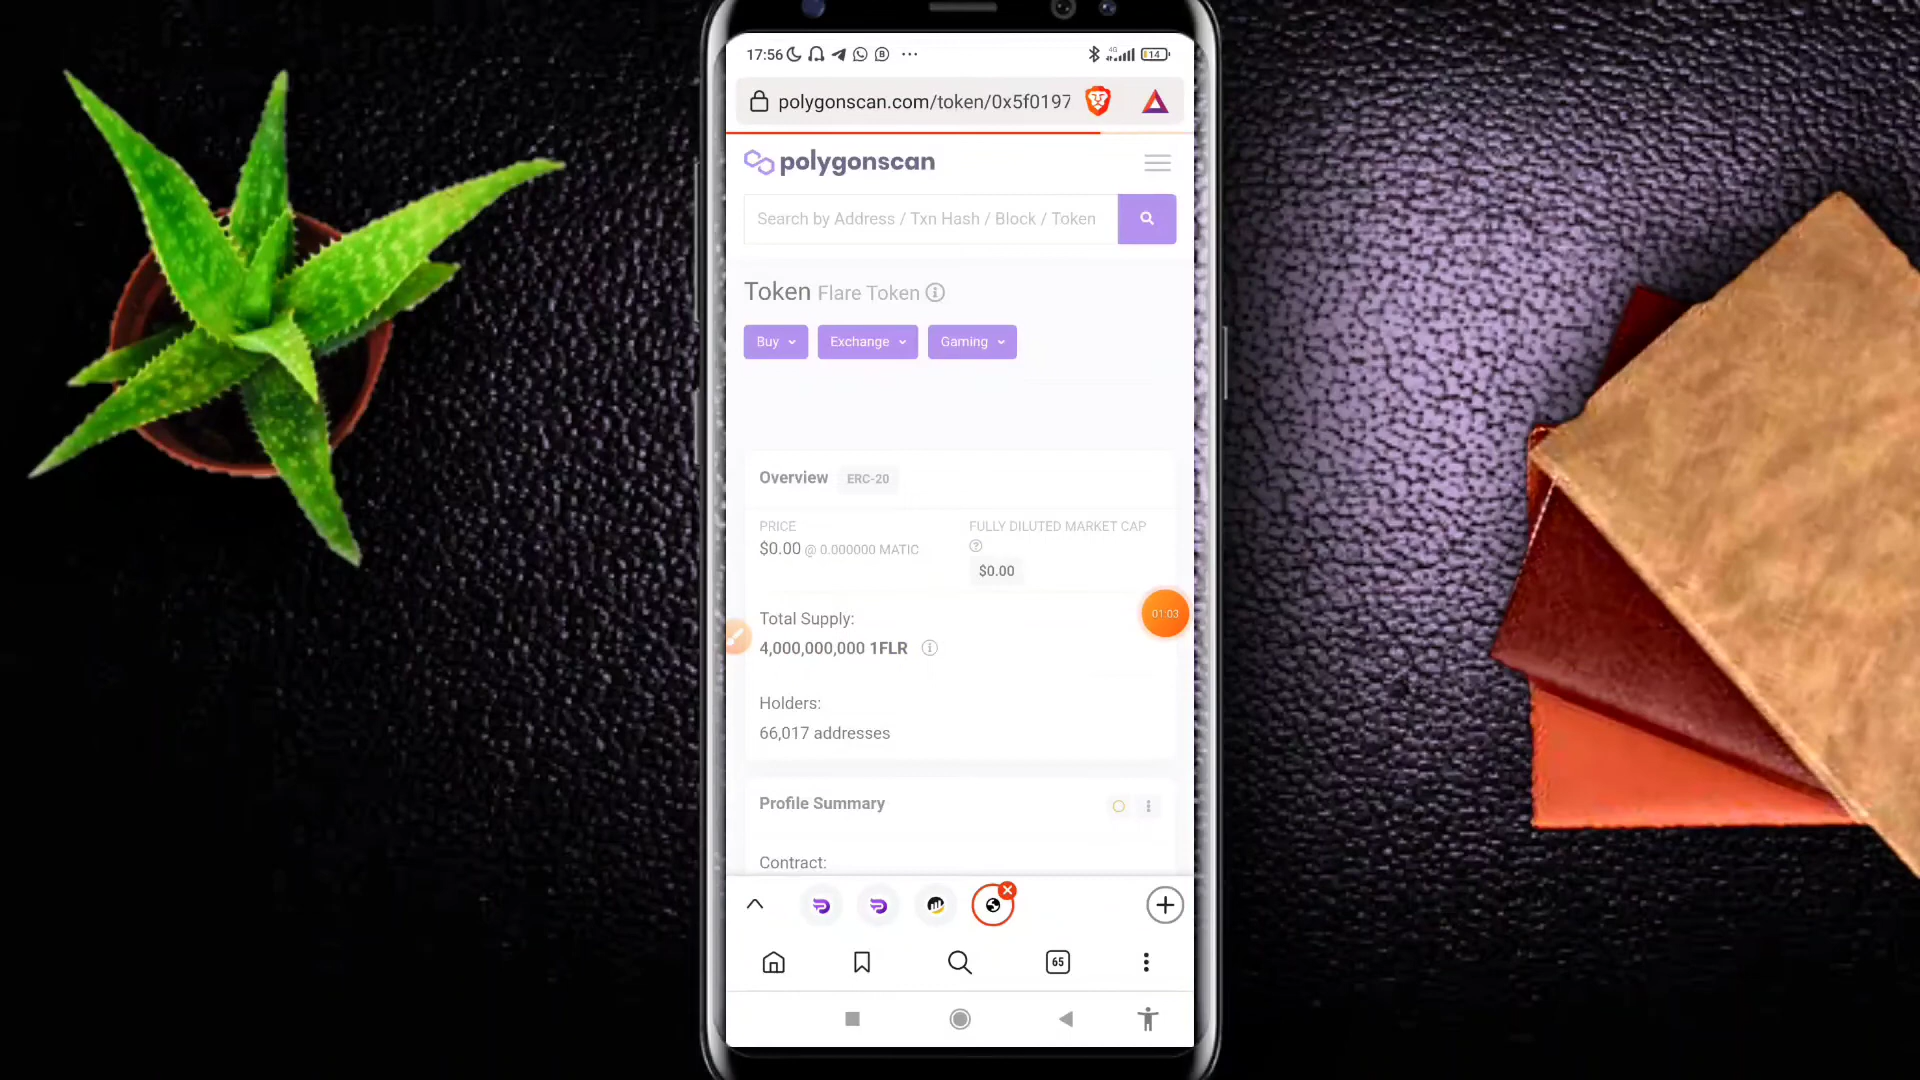 17:56
4G
14
polygonscan.com/token/0x5f0197
polygonscan
Search by Address / Txn Hash / Block / Token
Token Flare Token
Buy Exchange Gaming
Overview ERC-20
PRICE
$0.00 @ 0.000000 MATIC
FULLY DILUTED MARKET CAP
$0.00
Total Supply:
4,000,000,000 1FLR
01:03
Holders:
66,017 addresses
Profile Summary
Contract:
65